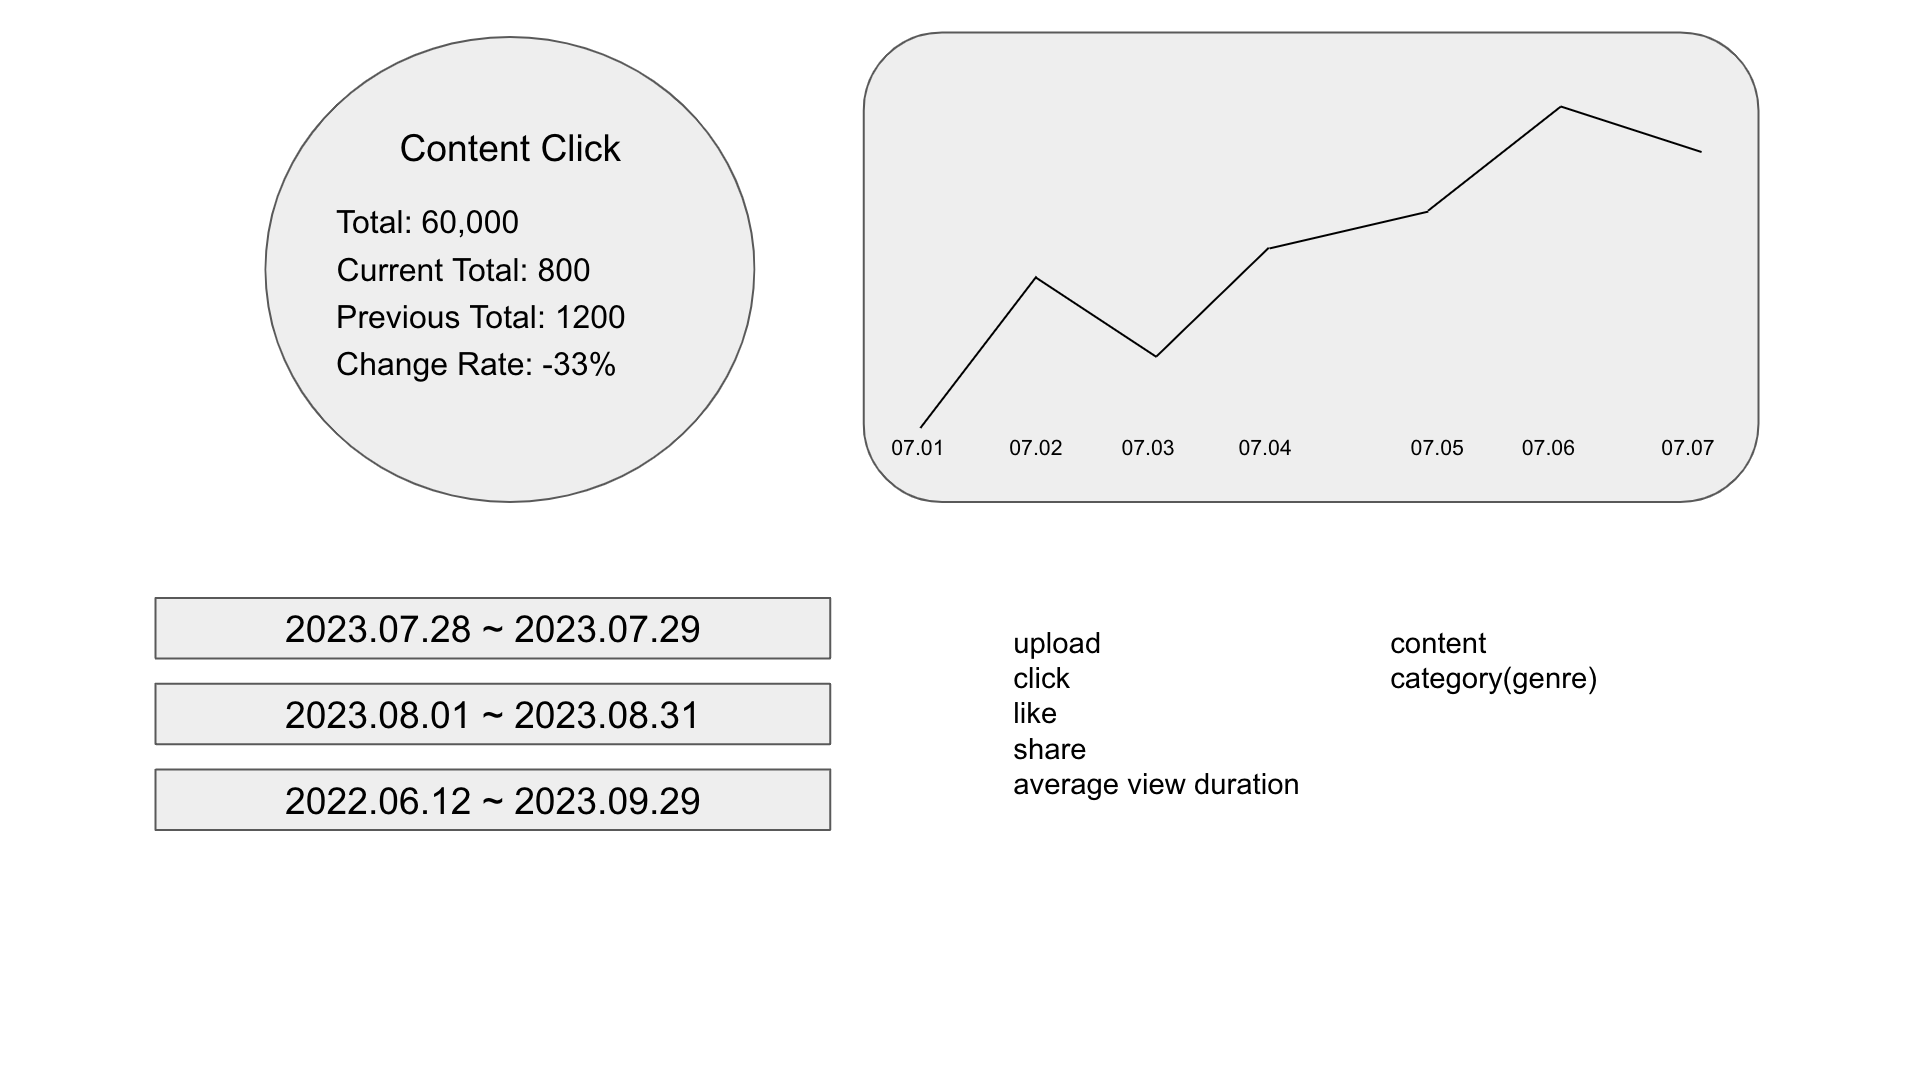 Content Click
Total: 60,000
Current Total: 800
Previous Total: 1200
Change Rate: -33%
07.01 07.02 07.03 07.04 07.05 07.06 07.07
2023.07.28 ~ 2023.07.29
2023.08.01 ~ 2023.08.31
2022.06.12 ~ 2023.09.29
upload
click
like
share
average view duration
content
category(genre)